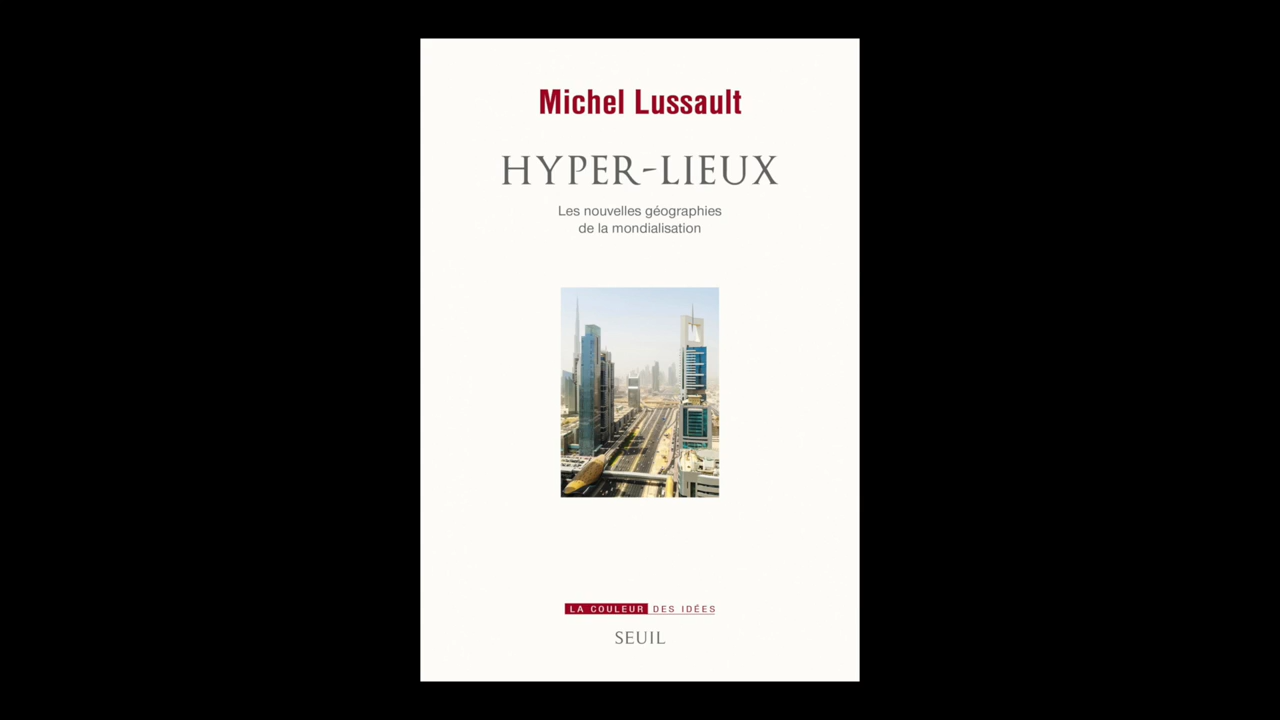 Michel Lussault
HYPER-LIEUX
Les nouvelles géographies
de la mondialisation
LA COULEUR DES IDÉES
SEUIL